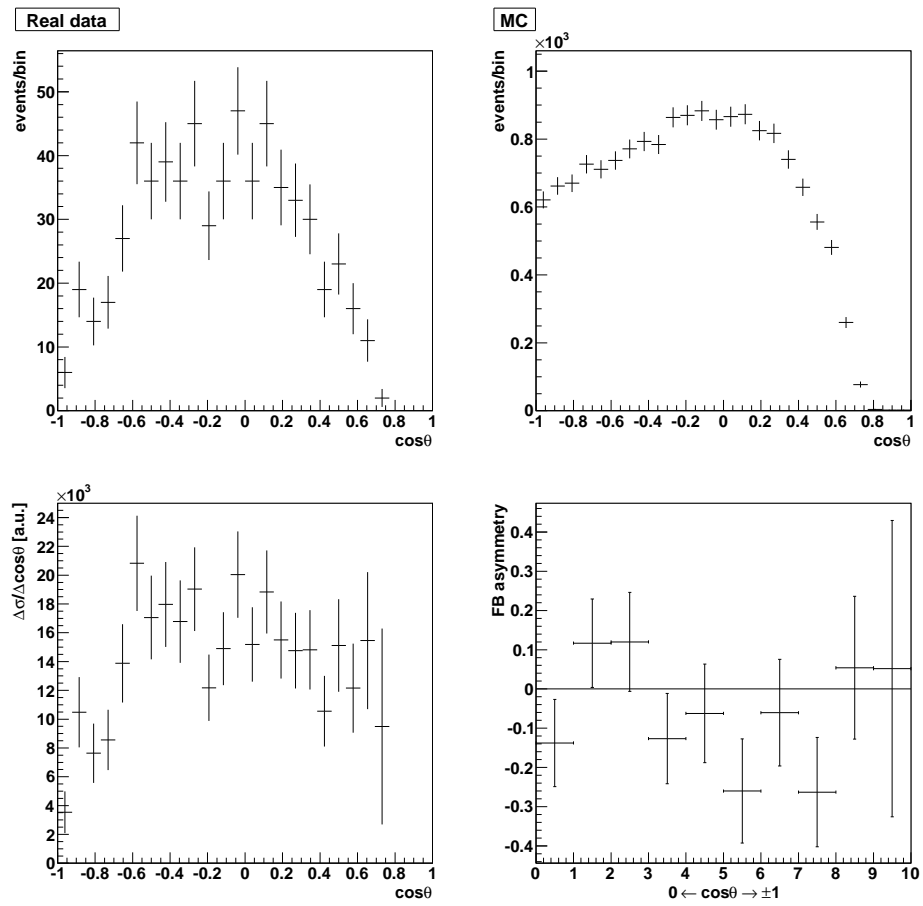 Real data
events/bin
50
40
30
20
10
0
-1 -0.8 -0.6 -0.4 -0.2 0 0.2 0.4 0.6 0.8 1
cosθ
MC
×10³
events/bin
1
0.8
0.6
0.4
0.2
0
-1 -0.8 -0.6 -0.4 -0.2 0 0.2 0.4 0.6 0.8 1
cosθ
×10³
Δσ/Δcosθ [a.u.]
24
22
20
18
16
14
12
10
8
6
4
2
0
-1 -0.8 -0.6 -0.4 -0.2 0 0.2 0.4 0.6 0.8 1
cosθ
FB asymmetry
0.4
0.3
0.2
0.1
0
-0.1
-0.2
-0.3
-0.4
0 1 2 3 4 5 6 7 8 9 10
0 ← cosθ → ±1